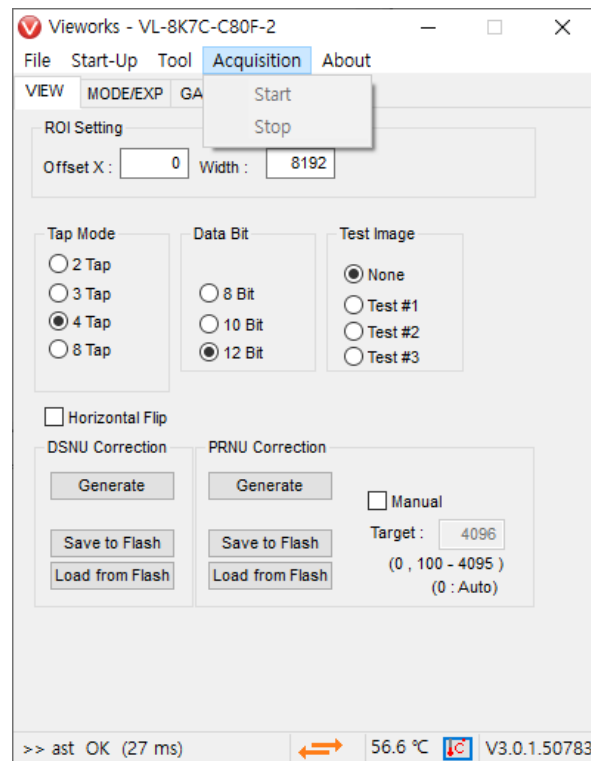 Vieworks - VL-8K7C-C80F-2
File Start-Up Tool Acquisition About
VIEW MODE/EXP GA
Start
Stop
ROI Setting
Offset X : 0 Width : 8192
Tap Mode Data Bit Test Image
2 Tap
3 Tap
4 Tap
8 Tap
8 Bit
10 Bit
12 Bit
None
Test #1
Test #2
Test #3
Horizontal Flip
DSNU Correction PRNU Correction
Generate Generate
Manual
Save to Flash Save to Flash
Target : 4096
Load from Flash Load from Flash
(0 , 100 - 4095 )
(0 : Auto)
>> ast OK (27 ms) 56.6 ℃ V3.0.1.50783